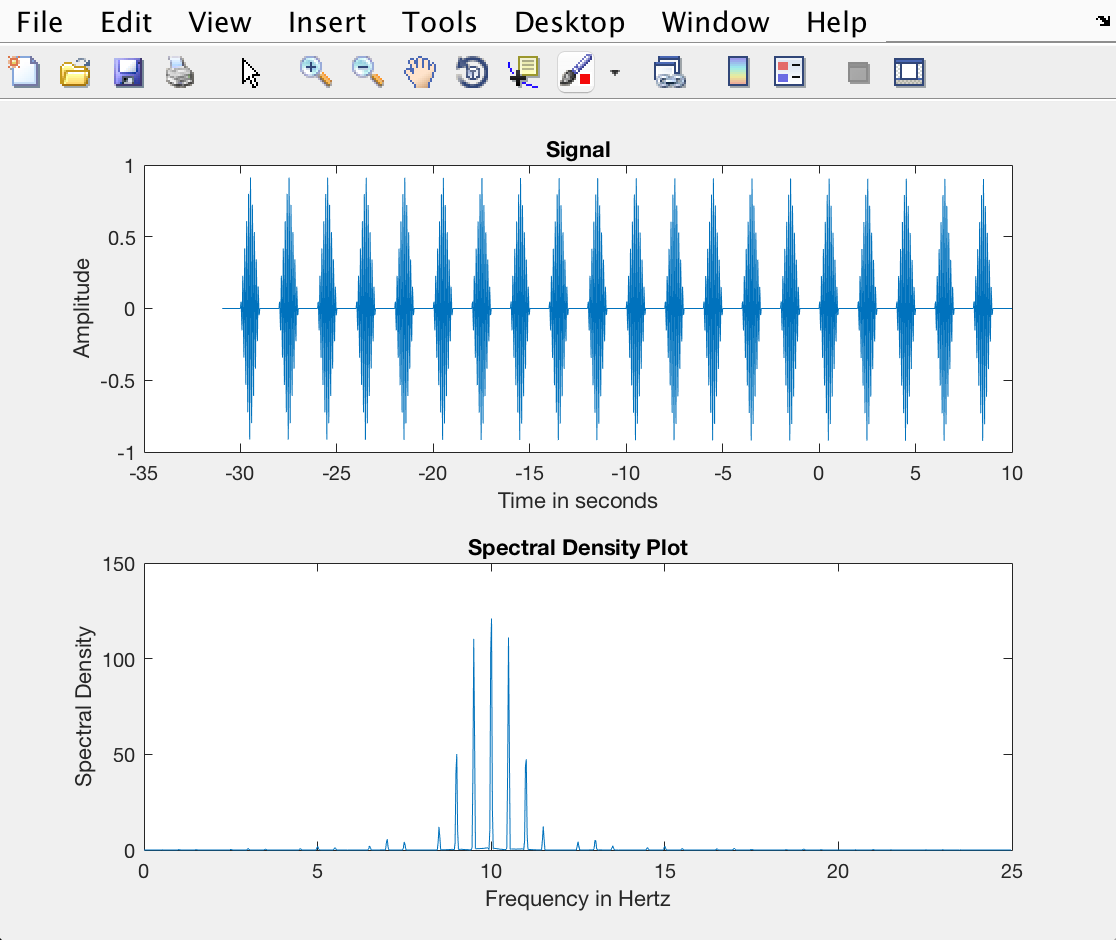 File Edit View Insert Tools Desktop Window Help
Signal
1
0.5
0
-0.5
-1
Amplitude
-35 -30 -25 -20 -15 -10 -5 0 5 10
Time in seconds
Spectral Density Plot
150
100
50
0
Spectral Density
0 5 10 15 20 25
Frequency in Hertz